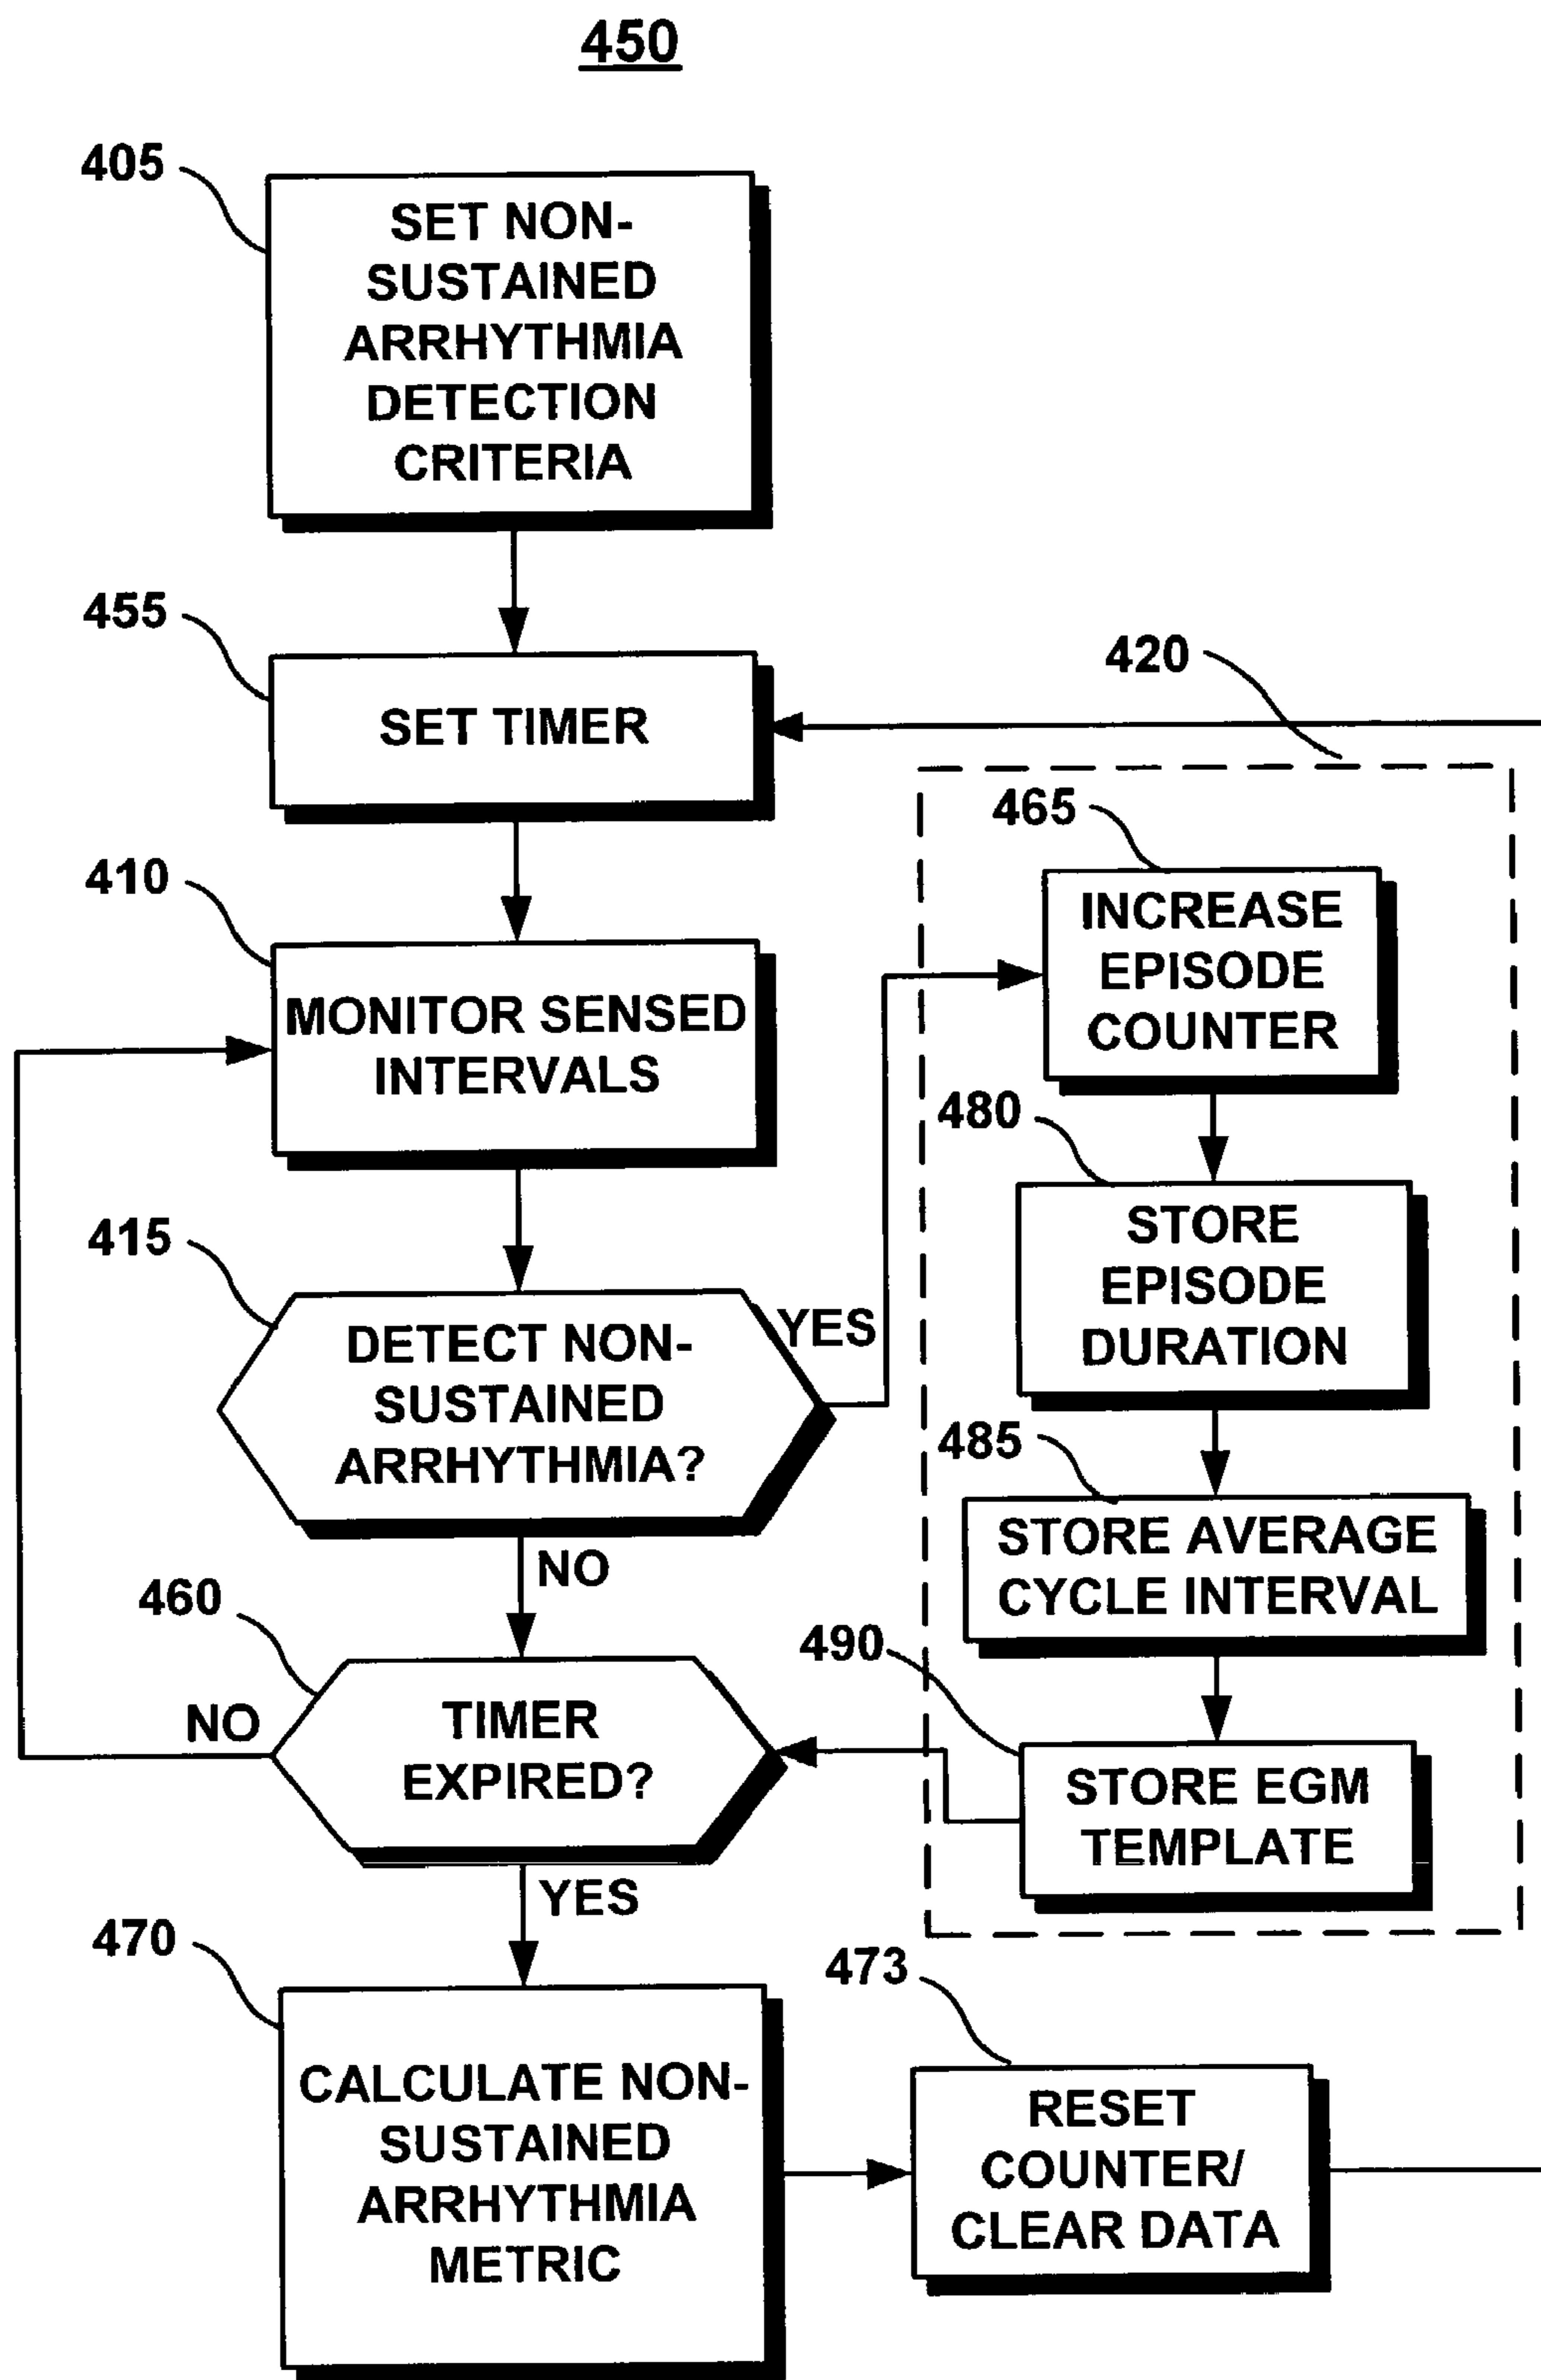 450
405
SET NON-
SUSTAINED
ARRHYTHMIA
DETECTION
CRITERIA
455
SET TIMER
420
465
INCREASE
EPISODE
COUNTER
410
MONITOR SENSED
INTERVALS
480
STORE
EPISODE
DURATION
415
DETECT NON-
SUSTAINED
ARRHYTHMIA?
YES
NO
485
STORE AVERAGE
CYCLE INTERVAL
460
TIMER
EXPIRED?
NO
YES
490
STORE EGM
TEMPLATE
470
CALCULATE NON-
SUSTAINED
ARRHYTHMIA
METRIC
473
RESET
COUNTER/
CLEAR DATA